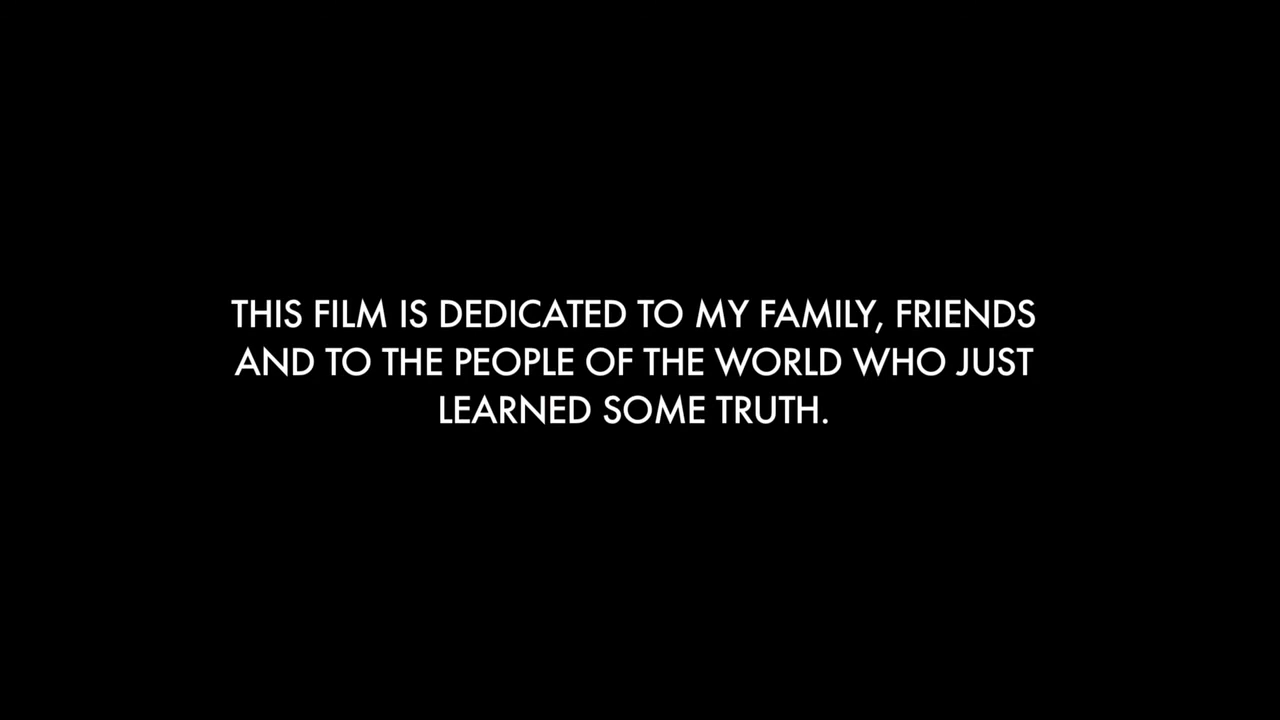 THIS FILM IS DEDICATED TO MY FAMILY, FRIENDS
AND TO THE PEOPLE OF THE WORLD WHO JUST
LEARNED SOME TRUTH.